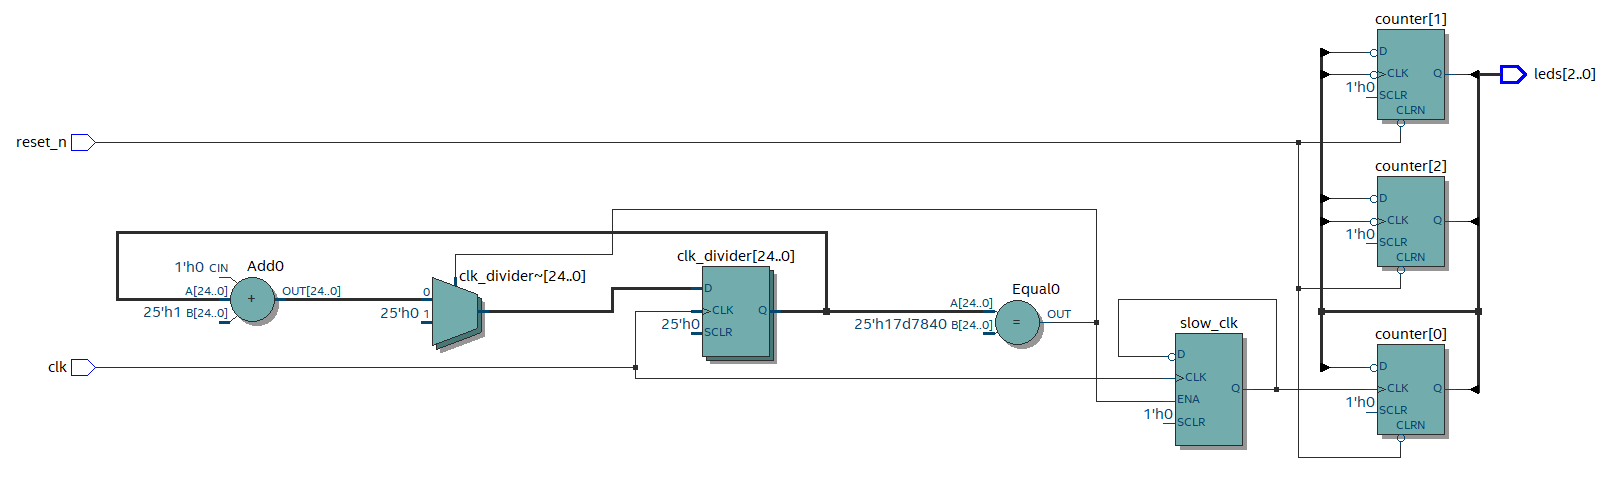 counter[1]
D
CLK
Q
1'h0
SCLR
CLRN
leds[2..0]
reset_n
counter[2]
D
CLK
Q
1'h0
SCLR
CLRN
1'h0 CIN
Add0
A[24..0]
+
OUT[24..0]
25'h1 B[24..0]
clk_divider~[24..0]
0
25'h0 1
clk_divider[24..0]
D
CLK
Q
25'h0
SCLR
Equal0
A[24..0]
=
OUT
25'h17d7840 B[24..0]
slow_clk
D
CLK
Q
ENA
1'h0
SCLR
counter[0]
D
CLK
Q
1'h0
SCLR
CLRN
clk